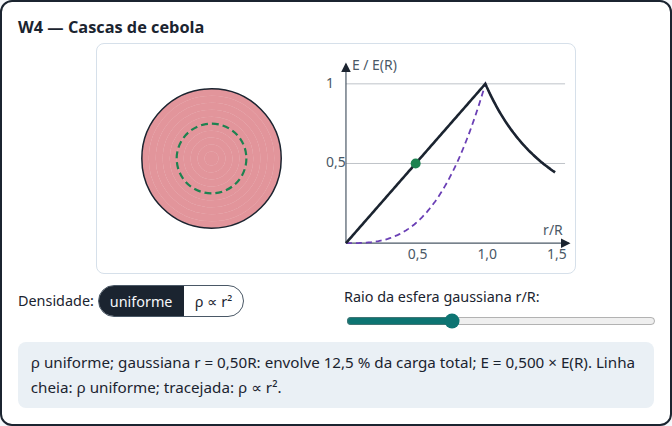 W4 — Cascas de cebola
E / E(R)
1
0,5
r/R
0,5 1,0 1,5
Densidade: uniforme ρ ∝ r²
Raio da esfera gaussiana r/R:
ρ uniforme; gaussiana r = 0,50R: envolve 12,5 % da carga total; E = 0,500 × E(R). Linha
cheia: ρ uniforme; tracejada: ρ ∝ r².